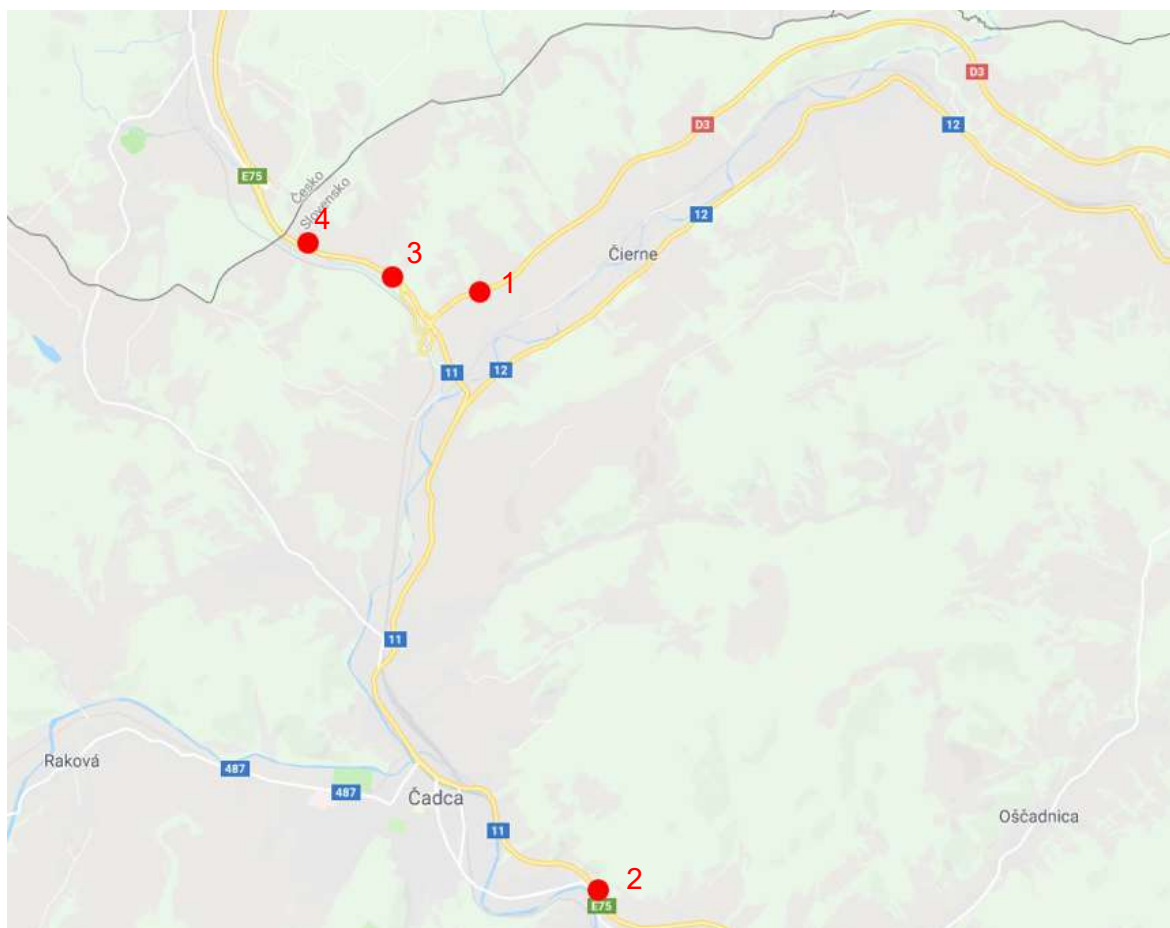 D3
D3
12
E75
Česko
Slovensko
4
12
3
Čierne
1
11
12
11
Raková
487
487
Čadca
Oščadnica
11
2
E75